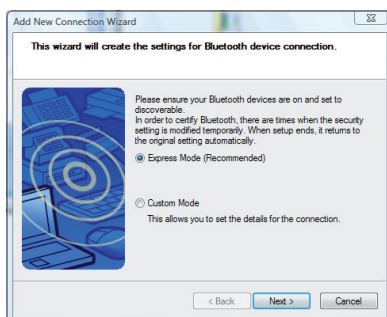 Add New Connection Wizard
This wizard will create the settings for Bluetooth device connection.
Please ensure your Bluetooth devices are on and set to
discoverable.
In order to certify Bluetooth, there are times when the security
setting is modified temporarily. When setup ends, it returns to
the original setting automatically.
Express Mode (Recommended)
Custom Mode
This allows you to set the details for the connection.
< Back
Next >
Cancel